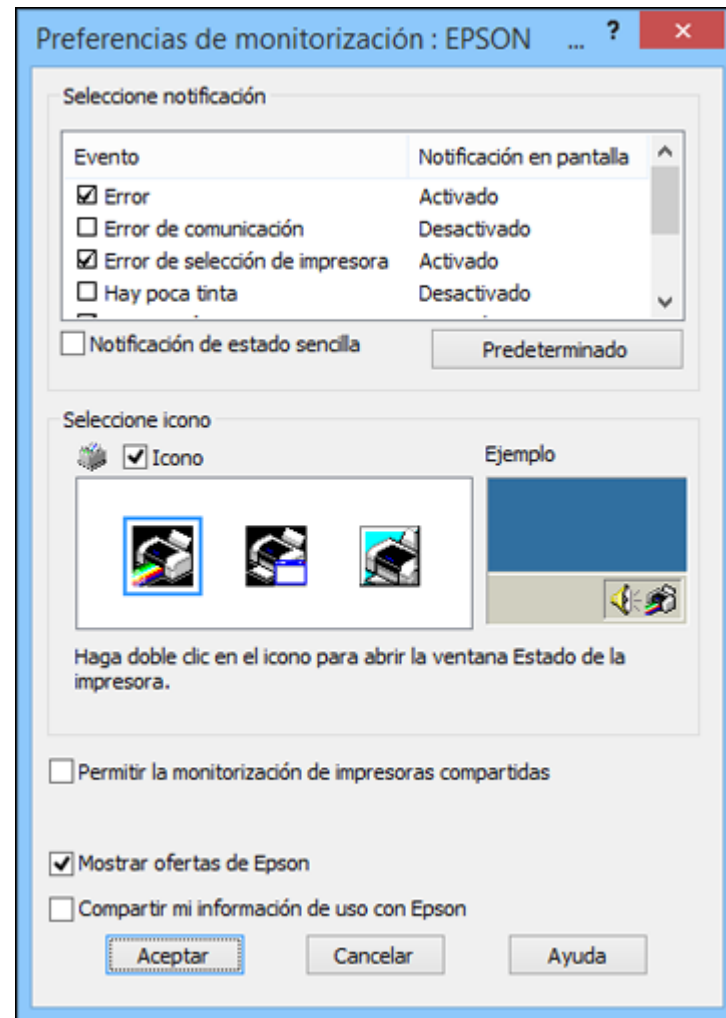 Preferencias de monitorización : EPSON ... ? ×
Seleccione notificación
Evento Notificación en pantalla
Error Activado
Error de comunicación Desactivado
Error de selección de impresora Activado
Hay poca tinta Desactivado
Notificación de estado sencilla Predeterminado
Seleccione icono
Icono Ejemplo
Haga doble clic en el icono para abrir la ventana Estado de la
impresora.
Permitir la monitorización de impresoras compartidas
Mostrar ofertas de Epson
Compartir mi información de uso con Epson
Aceptar Cancelar Ayuda